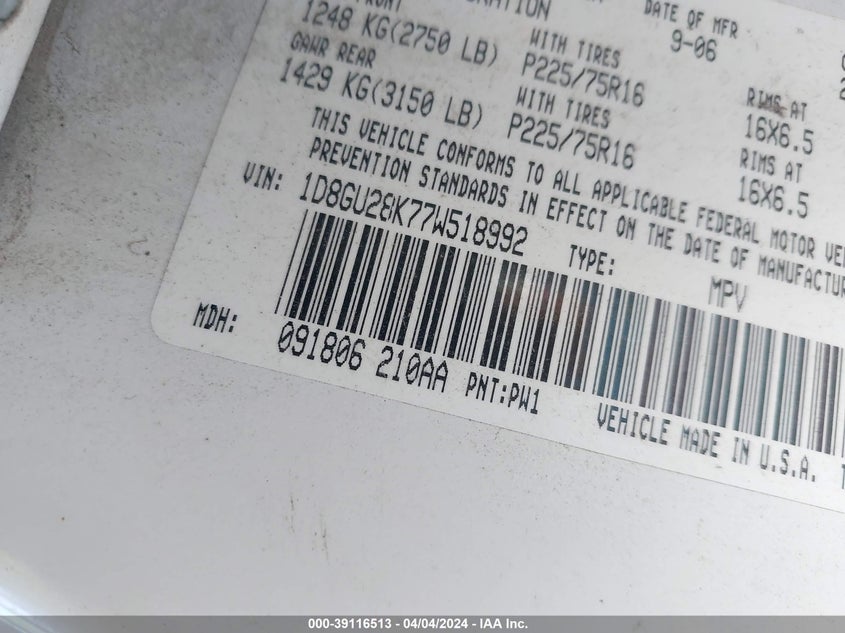 DATE OF MFR
9-06
1248 KG(2750 LB)
WITH TIRES
P225/75R16
RIMS AT
16X6.5
GAWR REAR
1429 KG(3150 LB)
WITH TIRES
P225/75R16
RIMS AT
16X6.5
THIS VEHICLE CONFORMS TO ALL APPLICABLE FEDERAL MOTOR
PREVENTION STANDARDS IN EFFECT ON THE DATE OF
VIN: 1D8GU28K77W518992
TYPE: MPV
MDH: 091806 210AA
PNT:PW1
VEHICLE MADE IN U.S.A.
000-39116513 - 04/04/2024 - IAA Inc.